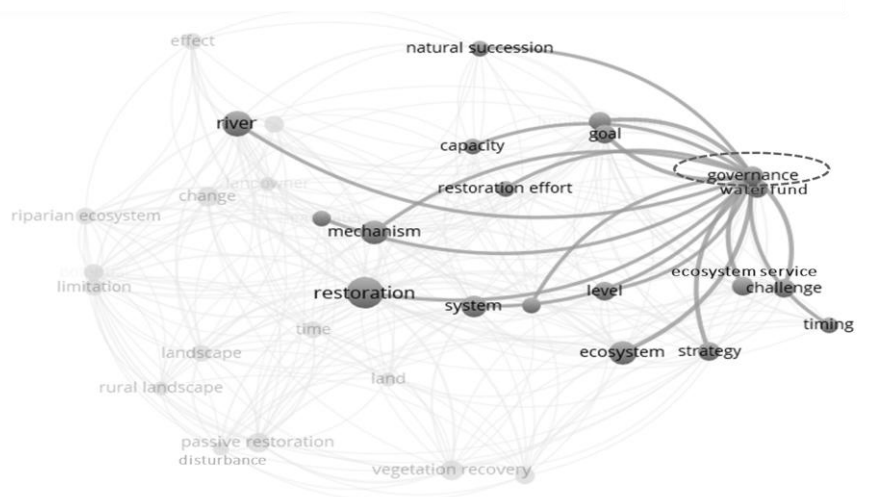 effect
natural succession
river
goal
capacity
governance
restoration effort
water fund
landowner
change
riparian ecosystem
mechanism
ecosystem service
limitation
challenge
restoration
level
system
timing
time
landscape
ecosystem
strategy
rural landscape
land
passive restoration
disturbance
vegetation recovery